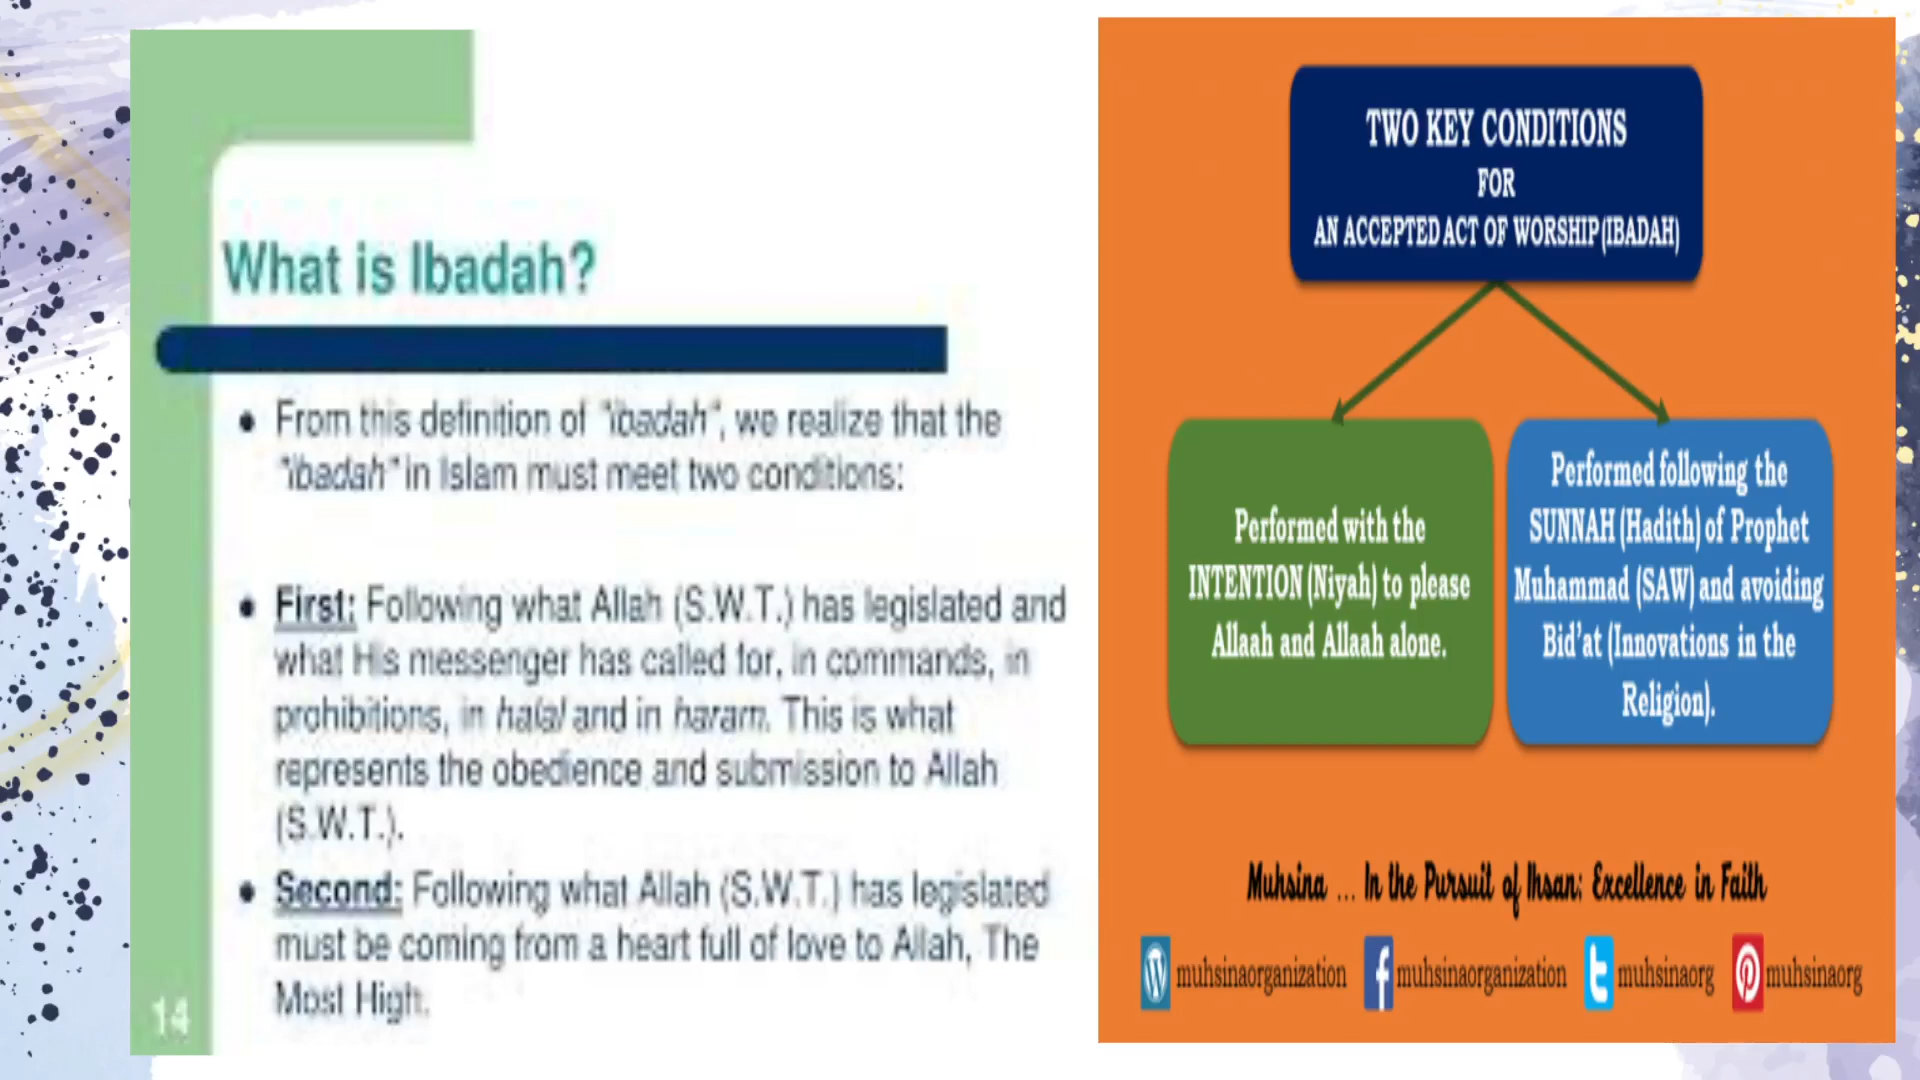 What is Ibadah?
• From this definition of "ibadah", we realize that the
"ibadah" in Islam must meet two conditions:
• First: Following what Allah (S.W.T.) has legislated and
what His messenger has called for, in commands, in
prohibitions, in halal and in haram. This is what
represents the obedience and submission to Allah
(S.W.T.).
• Second: Following what Allah (S.W.T.) has legislated
must be coming from a heart full of love to Allah, The
Most High.
14
TWO KEY CONDITIONS
FOR
AN ACCEPTED ACT OF WORSHIP (IBADAH)
Performed with the
INTENTION (Niyah) to please
Allaah and Allaah alone.
Performed following the
SUNNAH (Hadith) of Prophet
Muhammad (SAW) and avoiding
Bid'at (Innovations in the
Religion).
Muhsina ... In the Pursuit of Ihsan: Excellence in Faith
muhsinaorganization muhsinaorganization muhsinaorg muhsinaorg